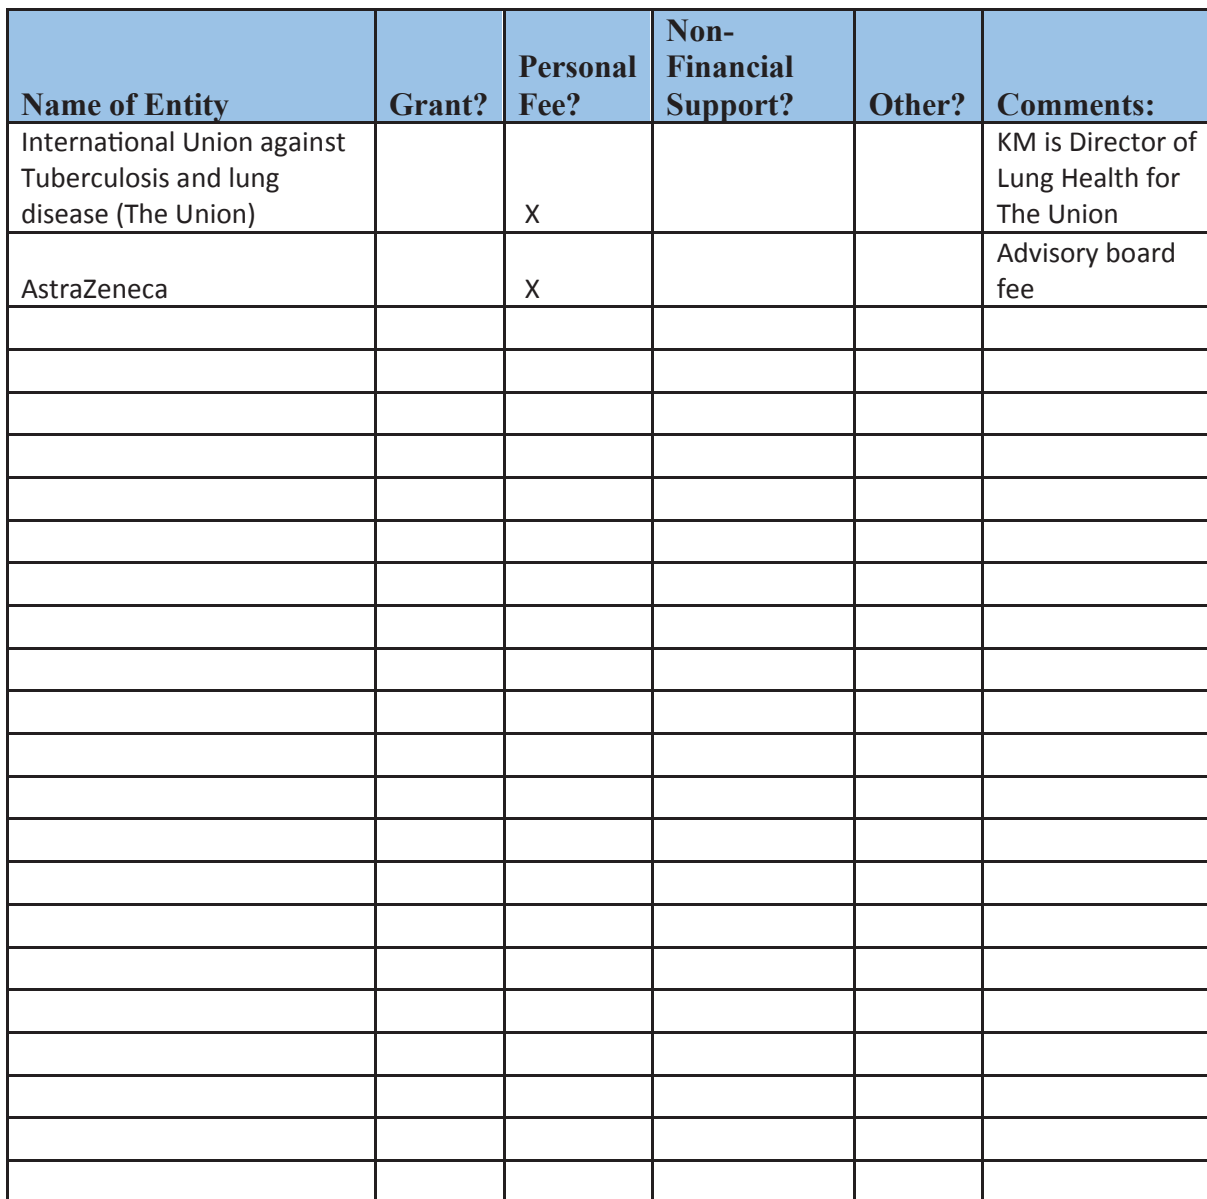 Name of Entity
Grant?
Personal
Fee?
Non-
Financial
Support?
Other?
Comments:
International Union against
Tuberculosis and lung
disease (The Union)
X
KM is Director of
Lung Health for
The Union
AstraZeneca
X
Advisory board
fee